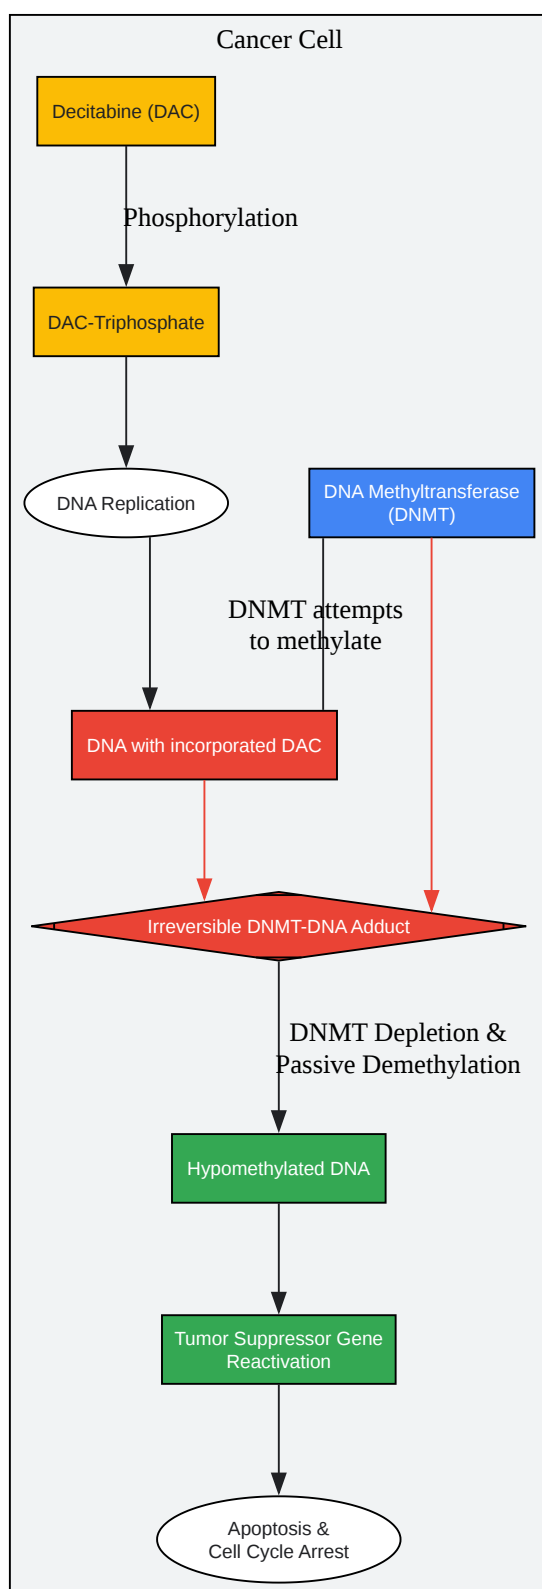 Cancer Cell
Decitabine (DAC)
Phosphorylation
DAC-Triphosphate
DNA Replication
DNA Methyltransferase
(DNMT)
DNMT attempts
to methylate
DNA with incorporated DAC
Irreversible DNMT-DNA Adduct
DNMT Depletion &
Passive Demethylation
Hypomethylated DNA
Tumor Suppressor Gene
Reactivation
Apoptosis &
Cell Cycle Arrest